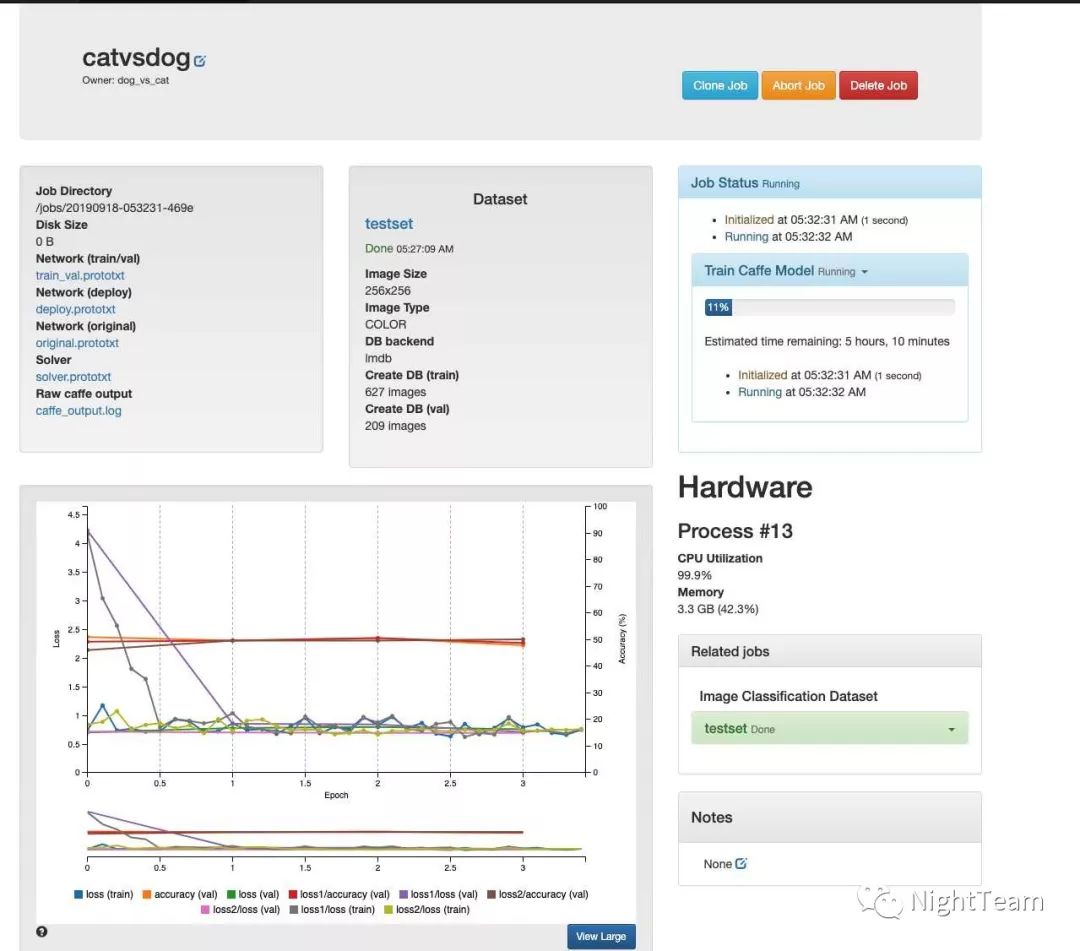 catvsdog
Owner: dog_vs_cat
Clone Job
Abort Job
Delete Job
Job Directory
/jobs/20190918-053231-469e
Disk Size
0 B
Network (train/val)
train_val.prototxt
Network (deploy)
deploy.prototxt
Network (original)
original.prototxt
Solver
solver.prototxt
Raw caffe output
caffe_output.log
Dataset
testset
Done 05:27:09 AM
Image Size
256x256
Image Type
COLOR
DB backend
lmdb
Create DB (train)
627 images
Create DB (val)
209 images
Job Status Running
Initialized at 05:32:31 AM (1 second)
Running at 05:32:32 AM
Train Caffe Model Running
11%
Estimated time remaining: 5 hours, 10 minutes
Initialized at 05:32:31 AM (1 second)
Running at 05:32:32 AM
Hardware
Process #13
CPU Utilization
99.9%
Memory
3.3 GB (42.3%)
Related jobs
Image Classification Dataset
testset Done
Notes
None
4.5
4
3.5
3
2.5
2
1.5
1
0.5
0
Loss
100
90
80
70
60
50
40
30
20
10
0
Accuracy (%)
0 0.5 1 1.5 2 2.5 3
Epoch
0 0.5 1 1.5 2 2.5 3
loss (train) accuracy (val) loss (val) loss1/accuracy (val) loss1/loss (val) loss2/accuracy (val)
loss2/loss (val) loss1/loss (train) loss2/loss (train)
?
View Large
NightTeam